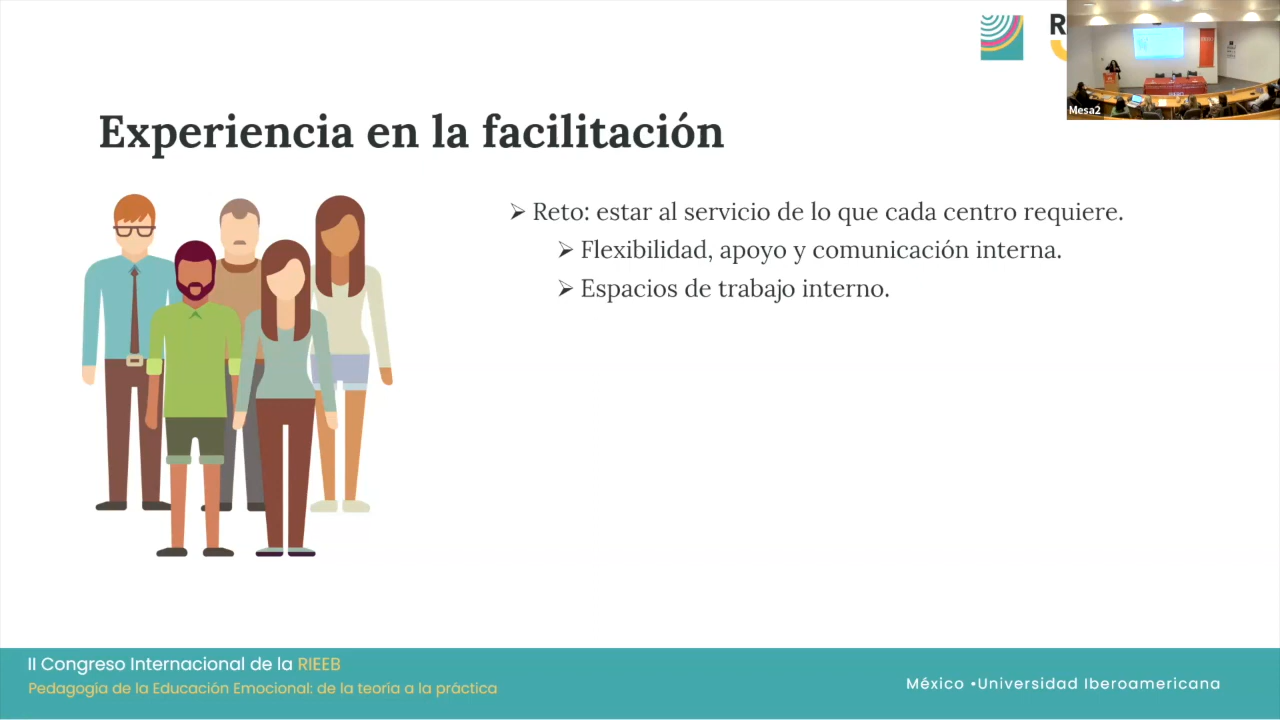 R
Mesa2
Experiencia en la facilitación
➢ Reto: estar al servicio de lo que cada centro requiere.
➢ Flexibilidad, apoyo y comunicación interna.
➢ Espacios de trabajo interno.
II Congreso Internacional de la RIEEB
Pedagogía de la Educación Emocional: de la teoría a la práctica
México •Universidad Iberoamericana